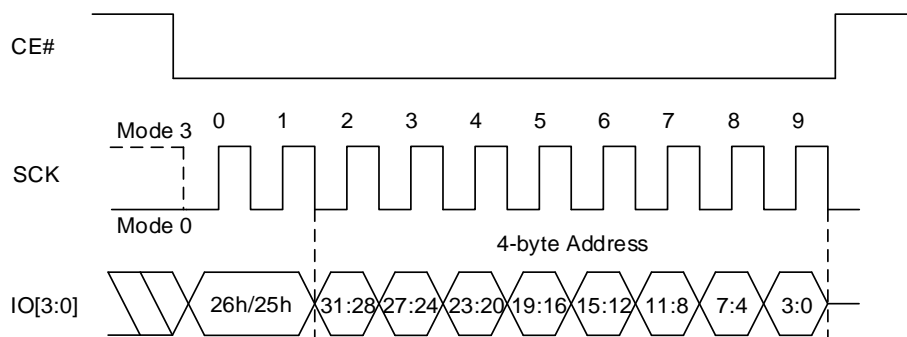 CE#
0 1 2 3 4 5 6 7 8 9
Mode 3
SCK
Mode 0
4-byte Address
IO[3:0] 26h/25h 31:28 27:24 23:20 19:16 15:12 11:8 7:4 3:0